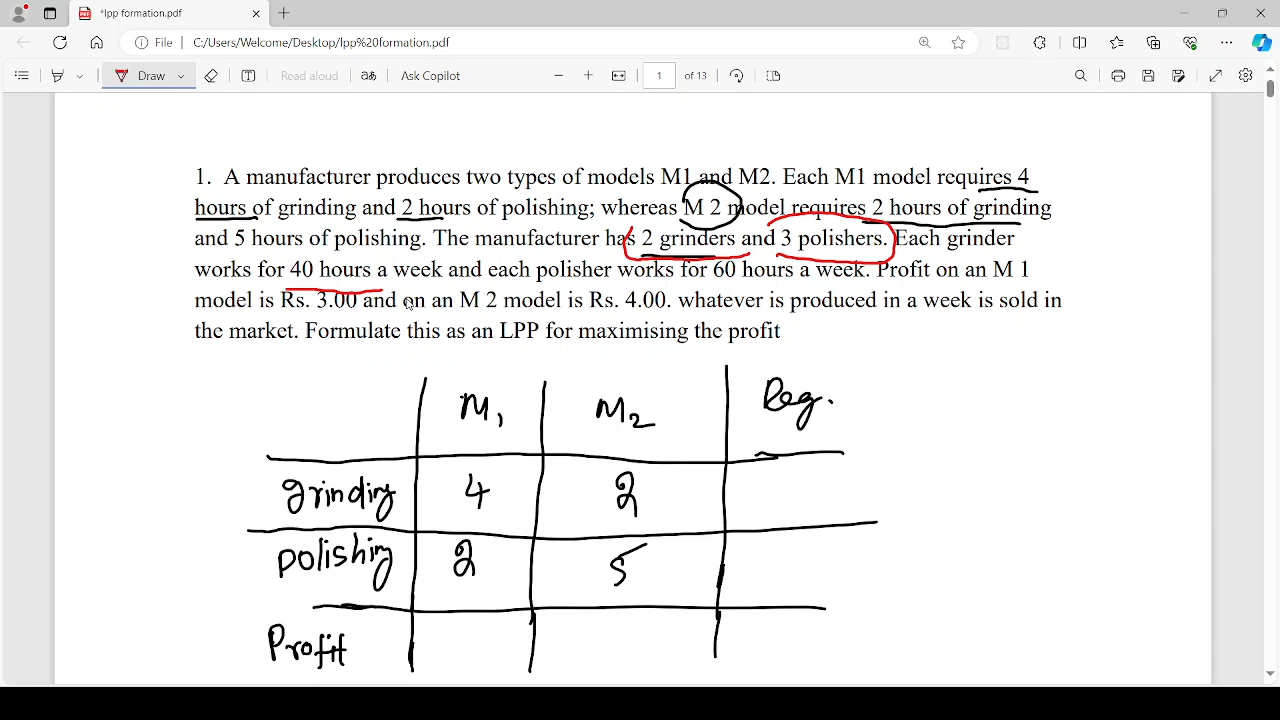 *lpp formation.pdf
File C:/Users/Welcome/Desktop/lpp%20formation.pdf
Draw Read aloud Ask Copilot 1 of 13
1. A manufacturer produces two types of models M1 and M2. Each M1 model requires 4
hours of grinding and 2 hours of polishing; whereas M 2 model requires 2 hours of grinding
and 5 hours of polishing. The manufacturer has 2 grinders and 3 polishers. Each grinder
works for 40 hours a week and each polisher works for 60 hours a week. Profit on an M 1
model is Rs. 3.00 and on an M 2 model is Rs. 4.00. whatever is produced in a week is sold in
the market. Formulate this as an LPP for maximising the profit
M1 M2 Req.
grinding 4 2
polishing 2 5
Profit